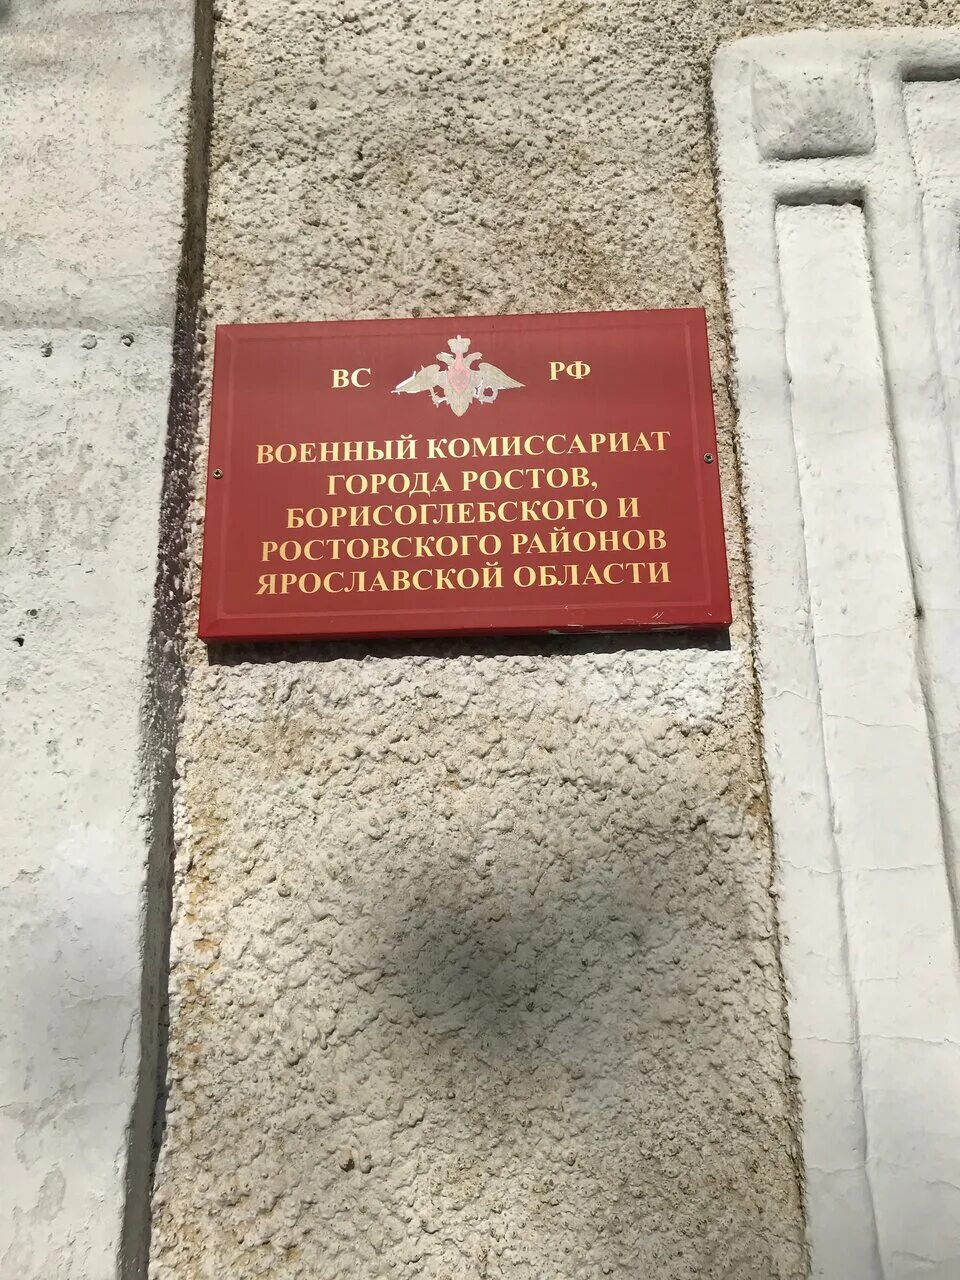 ВС РФ
ВОЕННЫЙ КОМИССАРИАТ
ГОРОДА РОСТОВ,
БОРИСОГЛЕБСКОГО И
РОСТОВСКОГО РАЙОНОВ
ЯРОСЛАВСКОЙ ОБЛАСТИ